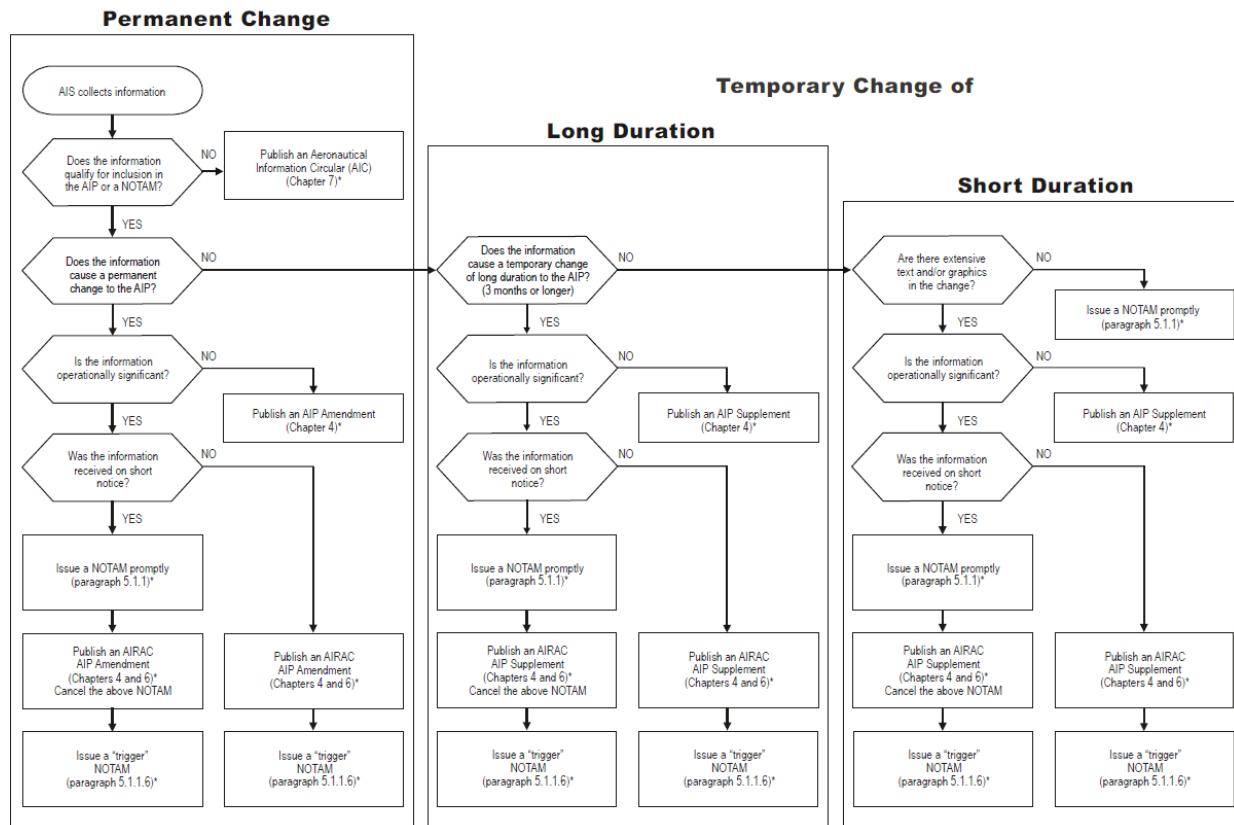 Permanent Change
AIS collects information
Does the information
qualify for inclusion in
the AIP or a NOTAM?
NO
Publish an Aeronautical
Information Circular (AIC)
(Chapter 7)*
YES
Does the information
cause a permanent
change to the AIP?
NO
YES
Is the information
operationally significant?
NO
Publish an AIP Amendment
(Chapter 4)*
YES
Was the information
received on short
notice?
NO
YES
Issue a NOTAM promptly
(paragraph 5.1.1)*
Publish an AIRAC
AIP Amendment
(Chapters 4 and 6)*
Cancel the above NOTAM
Publish an AIRAC
AIP Amendment
(Chapters 4 and 6)*
Issue a “trigger”
NOTAM
(paragraph 5.1.1.6)*
Issue a “trigger”
NOTAM
(paragraph 5.1.1.6)*
Temporary Change of
Long Duration
Does the information
cause a temporary change
of long duration to the AIP?
(3 months or longer)
NO
YES
Is the information
operationally significant?
NO
Publish an AIP Supplement
(Chapter 4)*
YES
Was the information
received on short
notice?
NO
YES
Issue a NOTAM promptly
(paragraph 5.1.1)*
Publish an AIRAC
AIP Supplement
(Chapters 4 and 6)*
Cancel the above NOTAM
Publish an AIRAC
AIP Supplement
(Chapters 4 and 6)*
Issue a “trigger”
NOTAM
(paragraph 5.1.1.6)*
Issue a “trigger”
NOTAM
(paragraph 5.1.1.6)*
Short Duration
Are there extensive
text and/or graphics
in the change?
NO
Issue a NOTAM promptly
(paragraph 5.1.1)*
YES
Is the information
operationally significant?
NO
Publish an AIP Supplement
(Chapter 4)*
YES
Was the information
received on short
notice?
NO
YES
Issue a NOTAM promptly
(paragraph 5.1.1)*
Publish an AIRAC
AIP Supplement
(Chapters 4 and 6)*
Cancel the above NOTAM
Publish an AIRAC
AIP Supplement
(Chapters 4 and 6)*
Issue a “trigger”
NOTAM
(paragraph 5.1.1.6)*
Issue a “trigger”
NOTAM
(paragraph 5.1.1.6)*